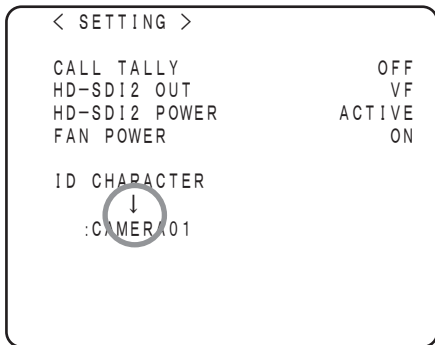 < SETTING >
CALL TALLY OFF
HD-SDI2 OUT VF
HD-SDI2 POWER ACTIVE
FAN POWER ON
ID CHARACTER
↓
:CAMERA01